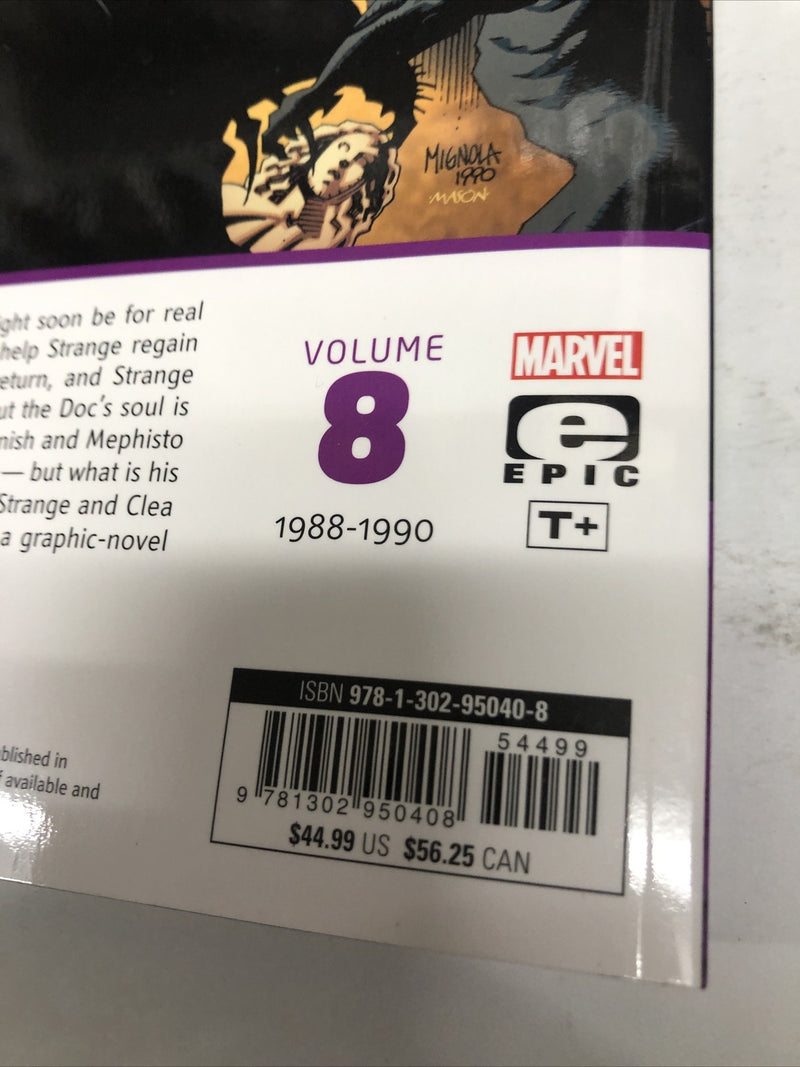 MIGNOLA
1990
MASON
ight soon be for real
help Strange regain
eturn, and Strange
ut the Doc's soul is
nish and Mephisto
— but what is his
Strange and Clea
a graphic-novel
VOLUME
8
1988-1990
MARVEL
e
EPIC
T+
blished in
available and
ISBN 978-1-302-95040-8
54499
9 781302 950408
$44.99 US $56.25 CAN